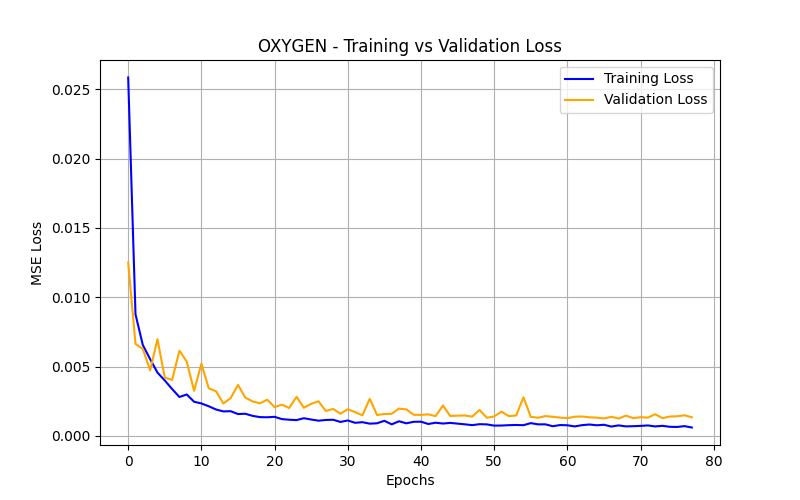 OXYGEN - Training vs Validation Loss
Training Loss
Validation Loss
MSE Loss
0.025
0.020
0.015
0.010
0.005
0.000
0 10 20 30 40 50 60 70 80
Epochs